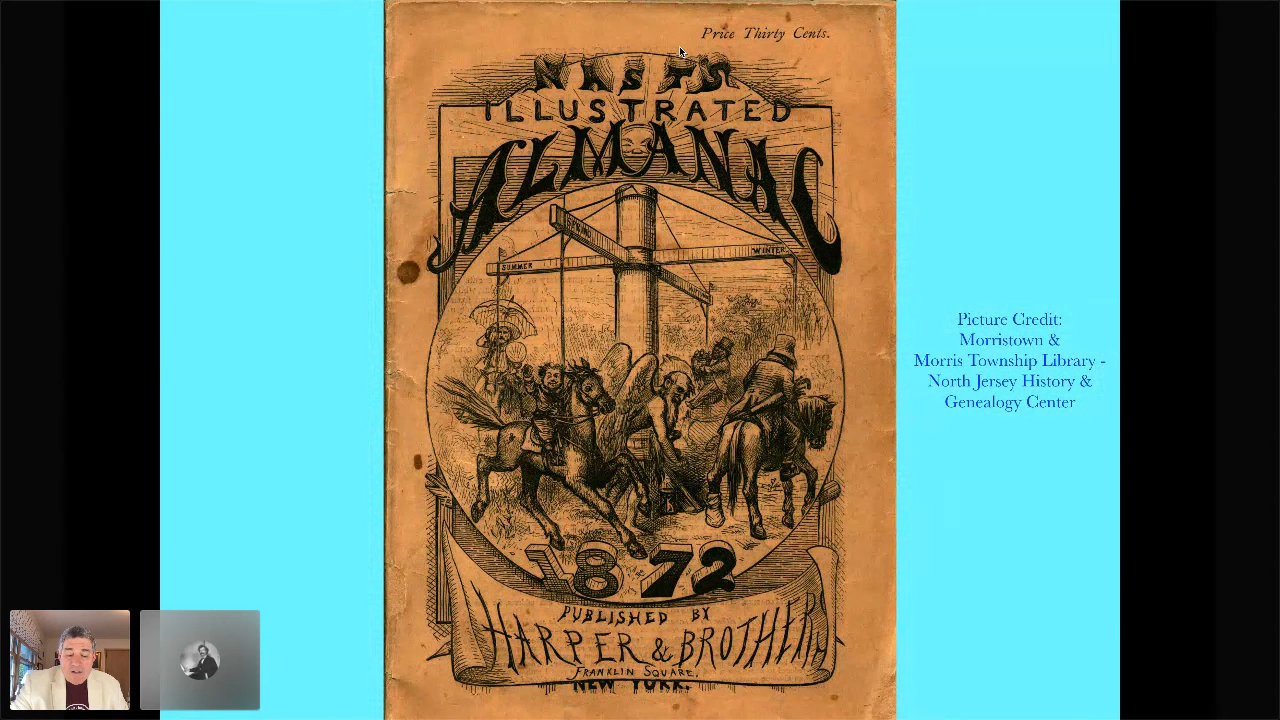 Price Thirty Cents.
NAST'S
ILLUSTRATED
ALMANAC
SPRING
SUMMER
WINTER
1872
PUBLISHED BY
HARPER & BROTHERS
FRANKLIN SQUARE,
NEW YORK.
Picture Credit:
Morristown &
Morris Township Library -
North Jersey History &
Genealogy Center